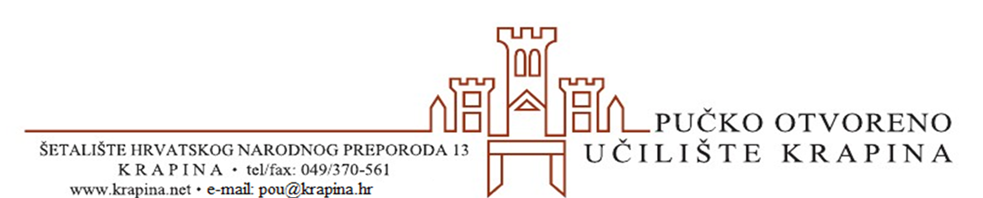 PUČKO OTVORENO
UČILIŠTE KRAPINA
ŠETALIŠTE HRVATSKOG NARODNOG PREPORODA 13
KRAPINA • tel/fax: 049/370-561
www.krapina.net • e-mail: pou@krapina.hr